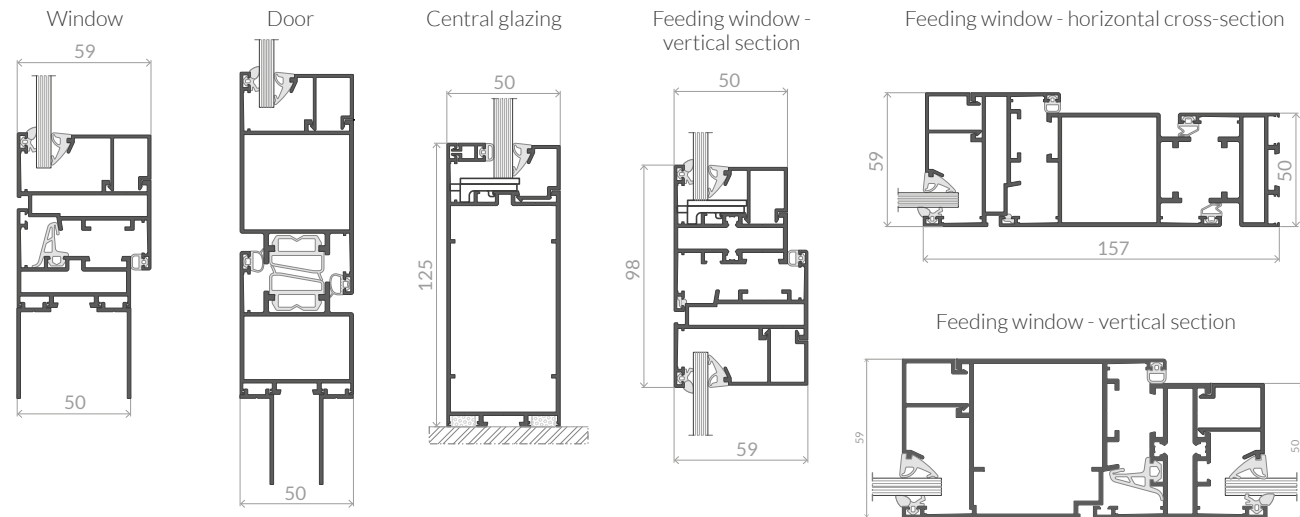 Window
Door
Central glazing
Feeding window -
vertical section
Feeding window - horizontal cross-section
59
50
50
50
125
50
98
59
59
50
157
Feeding window - vertical section
59
50